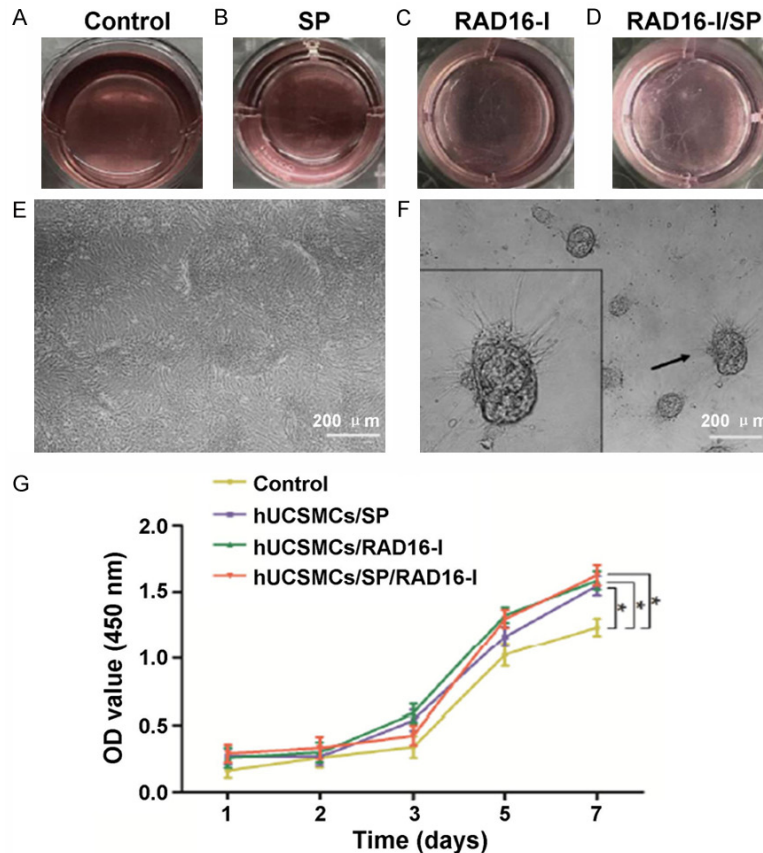 A Control B SP C RAD16-I D RAD16-I/SP
E F
200 μm 200 μm
G
Control
hUCSMCs/SP
hUCSMCs/RAD16-I
hUCSMCs/SP/RAD16-I
2.0
1.5
1.0
0.5
0.0
OD value (450 nm)
* * *
1 2 3 5 7
Time (days)